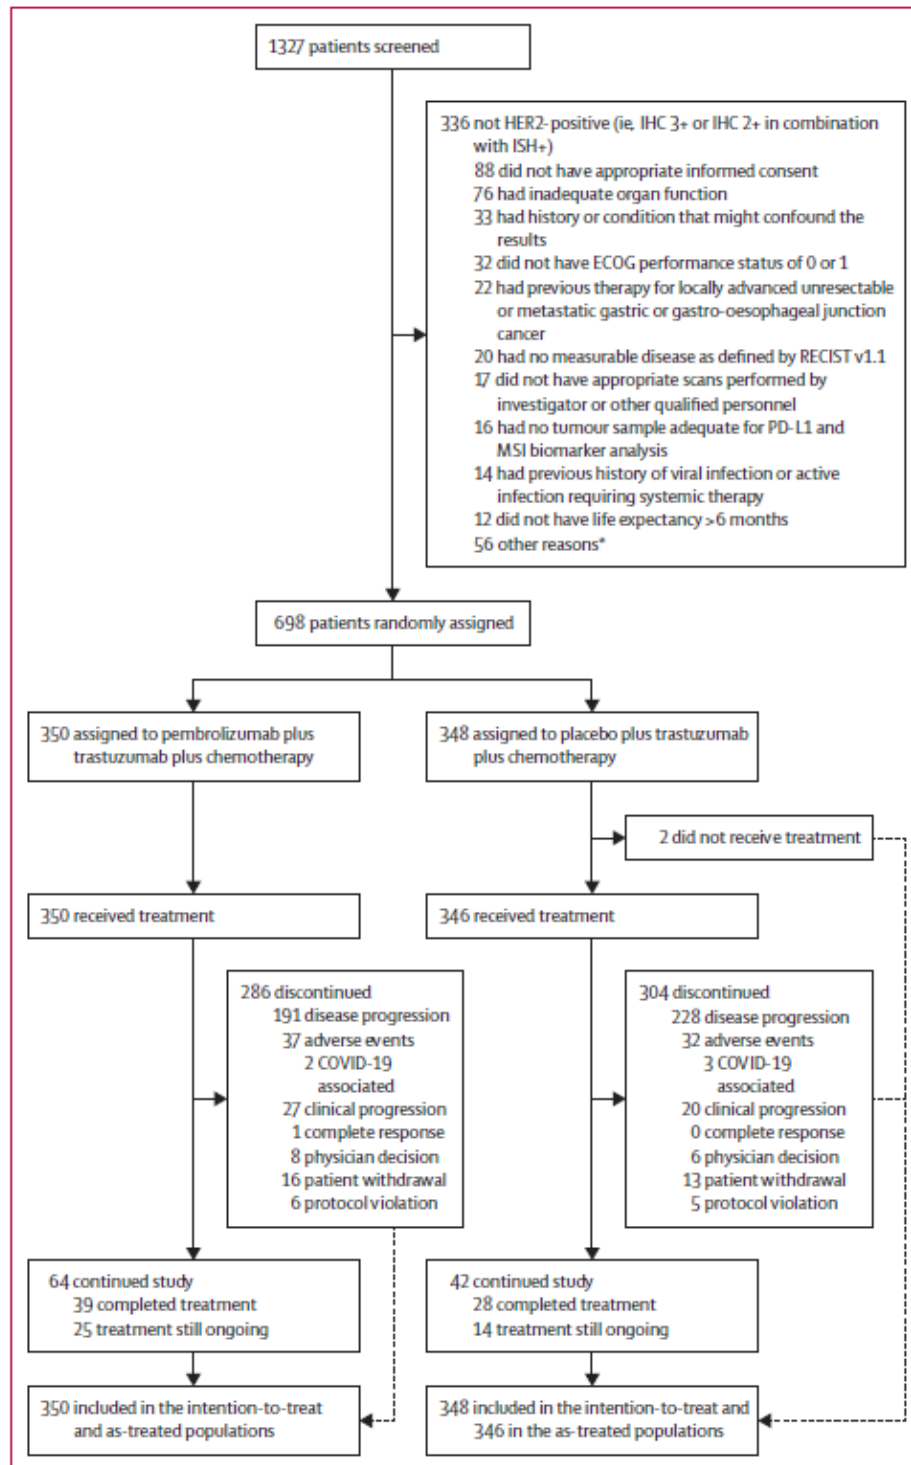 1327 patients screened
336 not HER2-positive (ie, IHC 3+ or IHC 2+ in combination
with ISH+)
88 did not have appropriate informed consent
76 had inadequate organ function
33 had history or condition that might confound the
results
32 did not have ECOG performance status of 0 or 1
22 had previous therapy for locally advanced unresectable
or metastatic gastric or gastro-oesophageal junction
cancer
20 had no measurable disease as defined by RECIST v1.1
17 did not have appropriate scans performed by
investigator or other qualified personnel
16 had no tumour sample adequate for PD-L1 and
MSI biomarker analysis
14 had previous history of viral infection or active
infection requiring systemic therapy
12 did not have life expectancy >6 months
56 other reasons*
698 patients randomly assigned
350 assigned to pembrolizumab plus
trastuzumab plus chemotherapy
348 assigned to placebo plus trastuzumab
plus chemotherapy
2 did not receive treatment
350 received treatment
346 received treatment
286 discontinued
191 disease progression
37 adverse events
2 COVID-19
associated
27 clinical progression
1 complete response
8 physician decision
16 patient withdrawal
6 protocol violation
304 discontinued
228 disease progression
32 adverse events
3 COVID-19
associated
20 clinical progression
0 complete response
6 physician decision
13 patient withdrawal
5 protocol violation
64 continued study
39 completed treatment
25 treatment still ongoing
42 continued study
28 completed treatment
14 treatment still ongoing
350 included in the intention-to-treat
and as-treated populations
348 included in the intention-to-treat and
346 in the as-treated populations